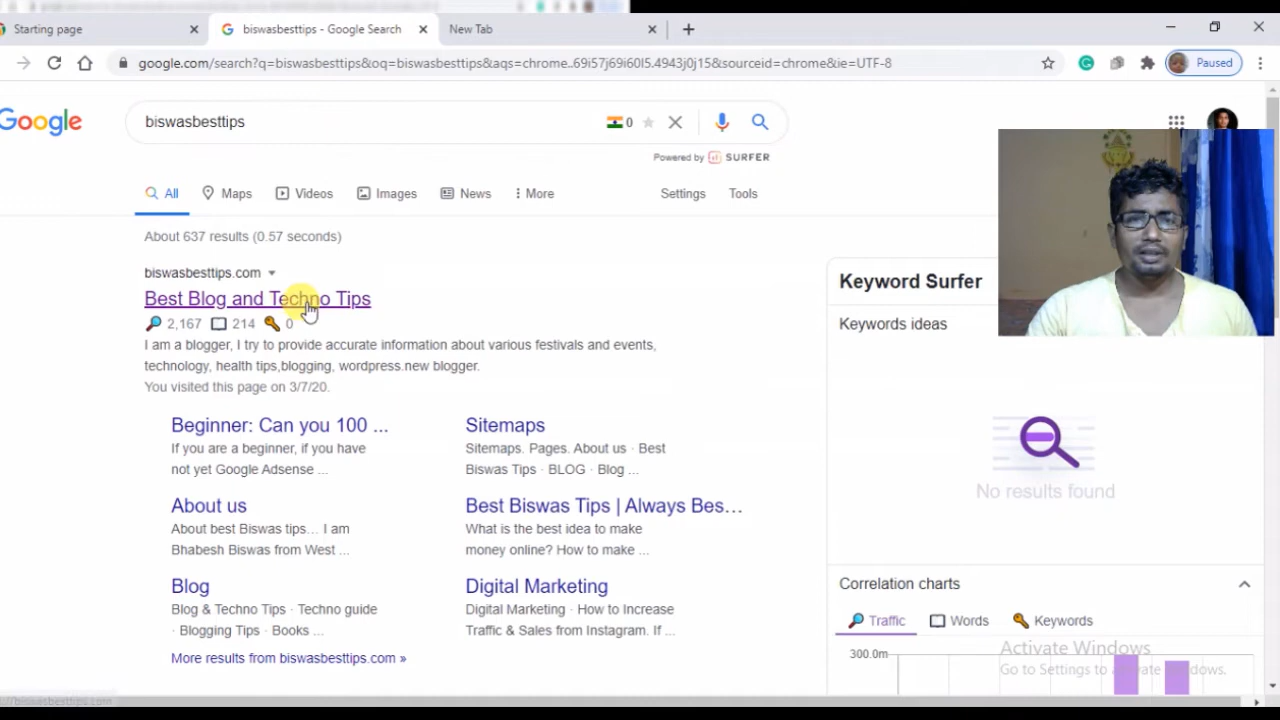 Starting page
biswasbesttips - Google Search
New Tab
google.com/search?q=biswasbesttips&oq=biswasbesttips&aqs=chrome..69i57j69i60l5.4943j0j15&sourceid=chrome&ie=UTF-8
Paused
Google
biswasbesttips
0
Powered by SURFER
All
Maps
Videos
Images
News
More
Settings
Tools
About 637 results (0.57 seconds)
biswasbesttips.com
Best Blog and Techno Tips
2,167 214 0
I am a blogger, I try to provide accurate information about various festivals and events,
technology, health tips,blogging, wordpress.new blogger.
You visited this page on 3/7/20.
Beginner: Can you 100 ...
If you are a beginner, if you have
not yet Google Adsense ...
Sitemaps
Sitemaps. Pages. About us · Best
Biswas Tips · BLOG · Blog ...
About us
About best Biswas tips… I am
Bhabesh Biswas from West ...
Best Biswas Tips | Always Bes…
What is the best idea to make
money online? How to make ...
Blog
Blog & Techno Tips · Techno guide
· Blogging Tips · Books ...
Digital Marketing
Digital Marketing · How to Increase
Traffic & Sales from Instagram. If ...
More results from biswasbesttips.com »
Keyword Surfer
Keywords ideas
No results found
Correlation charts
Traffic
Words
Keywords
300.0m
Activate Windows
Go to Settings to activate Windows.